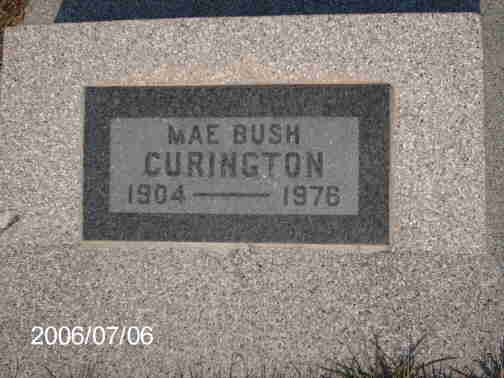 MAE BUSH
CURINGTON
1904 — 1976
2006/07/06